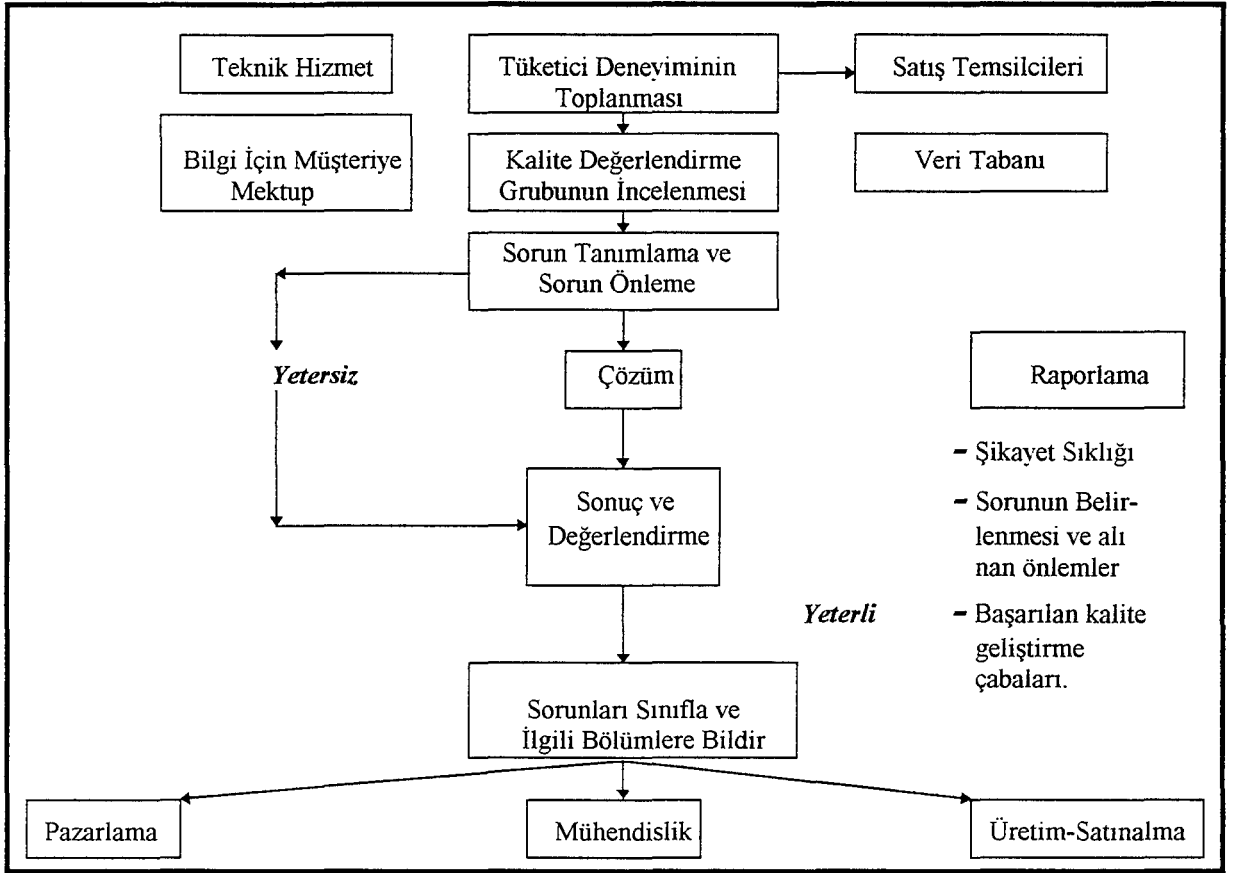 Teknik Hizmet
Tüketici Deneyiminin
Toplanması
Satış Temsilcileri
Bilgi İçin Müşteriye
Mektup
Kalite Değerlendirme
Grubunun İncelenmesi
Veri Tabanı
Sorun Tanımlama ve
Sorun Önleme
Yetersiz
Çözüm
Raporlama
- Şikayet Sıklığı
- Sorunun Belir-
lenmesi ve alı
nan önlemler
- Başarılan kalite
geliştirme
çabaları.
Sonuç ve
Değerlendirme
Yeterli
Sorunları Sınıfla ve
İlgili Bölümlere Bildir
Pazarlama
Mühendislik
Üretim-Satınalma